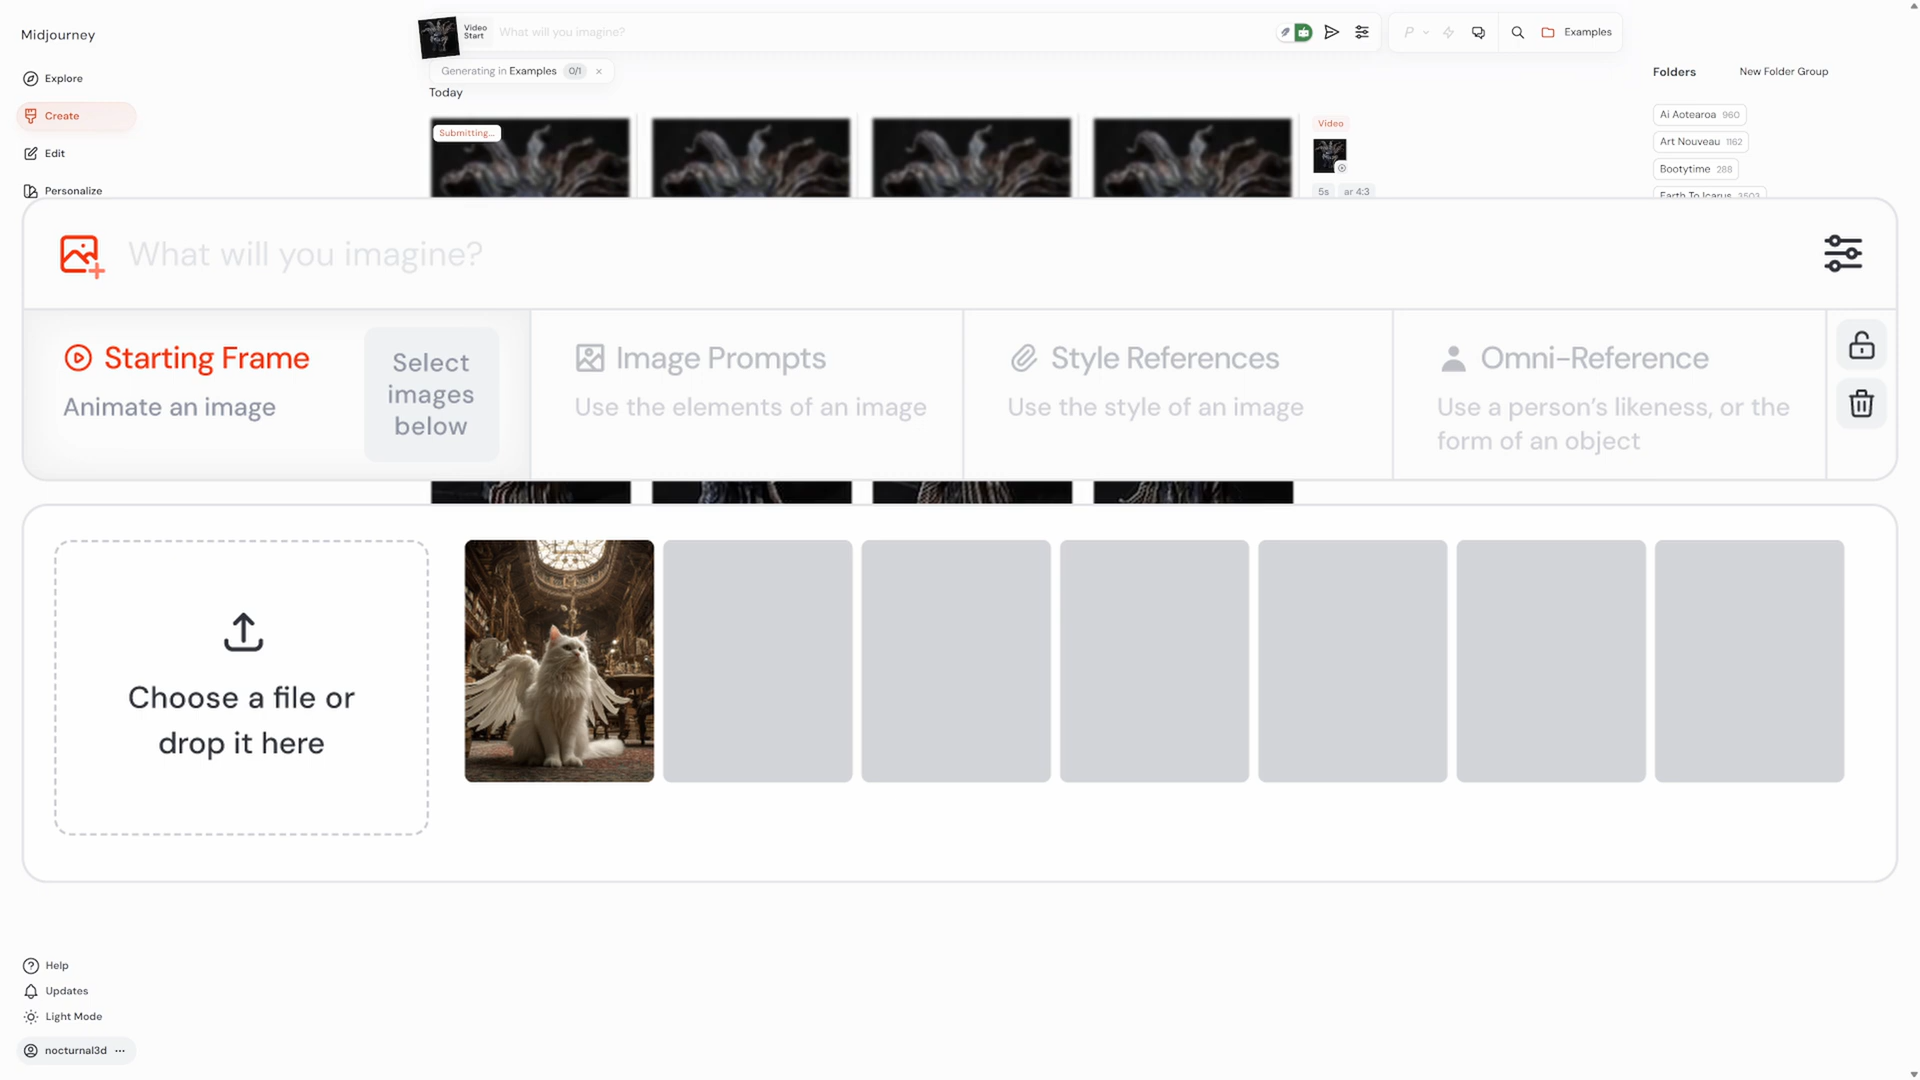 Midjourney
Explore
Create
Edit
Personalize
Video
Start
What will you imagine?
Examples
Generating in Examples 0/1
Today
Submitting...
Video
5s ar 4:3
Folders New Folder Group
Ai Aotearoa 960
Art Nouveau 1162
Bootytime 288
Earth To Icarus 3503
What will you imagine?
Starting Frame
Animate an image
Select
images
below
Image Prompts
Use the elements of an image
Style References
Use the style of an image
Omni-Reference
Use a person’s likeness, or the
form of an object
Choose a file or
drop it here
Help
Updates
Light Mode
nocturnal3d